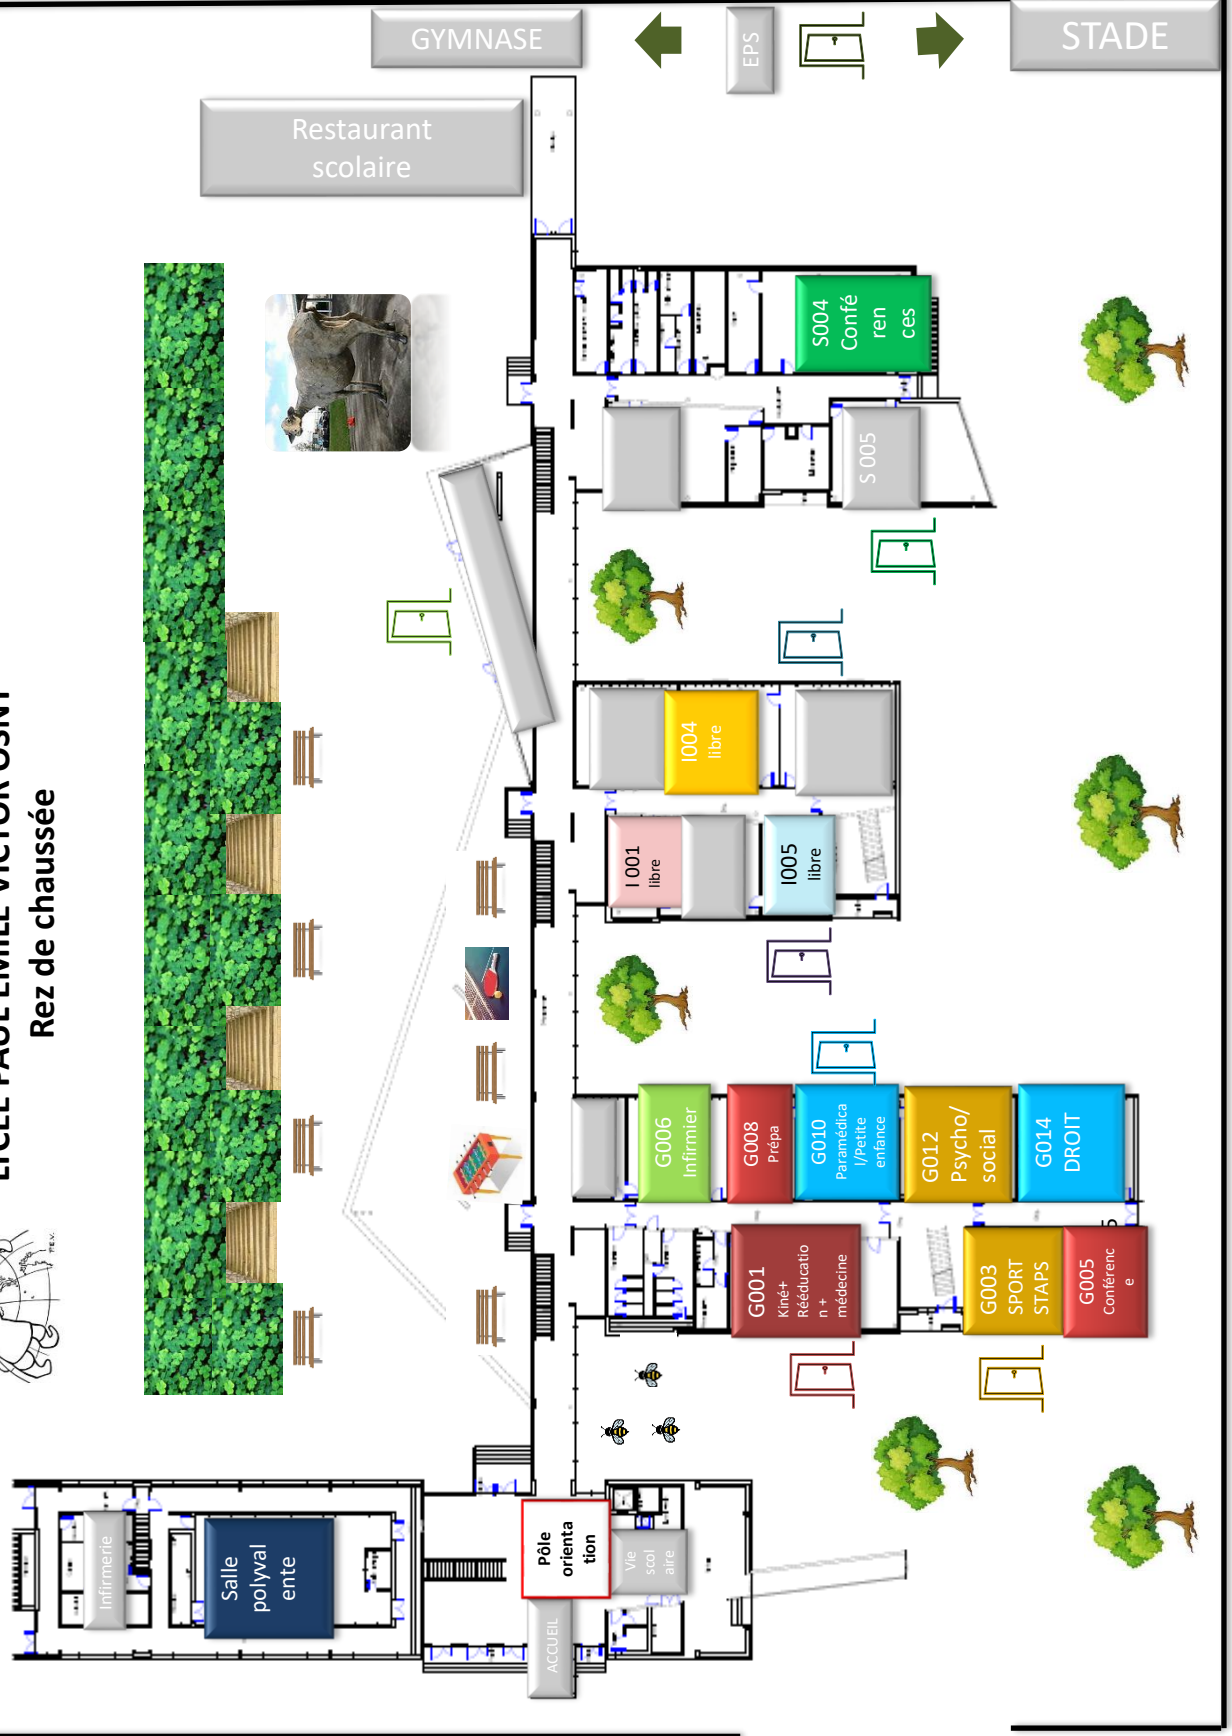 LYCEE PAUL EMILE VICTOR OSNY
Rez de chaussée
GYMNASE
EPS
STADE
Restaurant
scolaire
S004
Confé
ren
ces
S 005
I004
libre
I 001
libre
I005
libre
G006
Infirmier
G008
Prépa
G010
Paramédica
l/Petite
enfance
G012
Psycho/
social
G014
DROIT
G001
Kiné+
Rééducatio
n +
médecine
G003
SPORT
STAPS
G005
Conférenc
e
5
P.E.V.
Infirmerie
Salle
polyval
ente
Pôle
orienta
tion
Vie
scol
aire
ACCUEIL